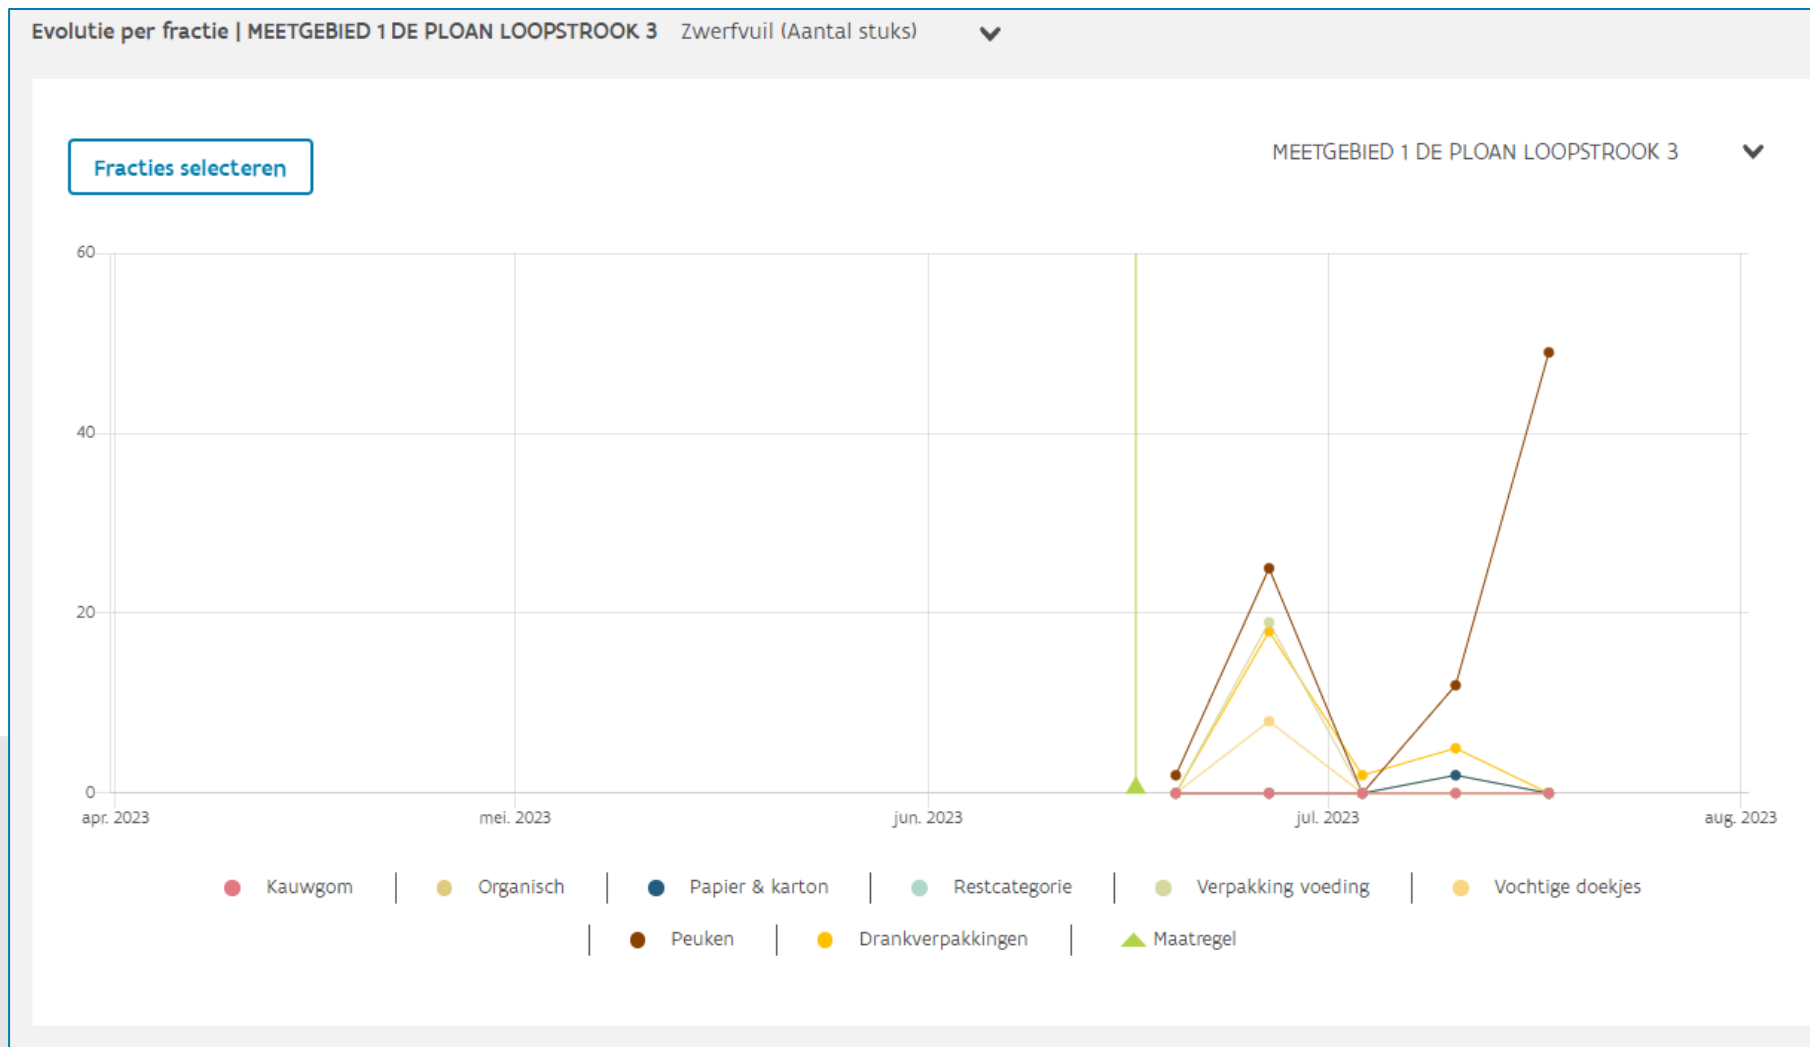 Evolutie per fractie | MEETGEBIED 1 DE PLOAN LOOPSTROOK 3 Zwerfvuil (Aantal stuks)
Fracties selecteren
MEETGEBIED 1 DE PLOAN LOOPSTROOK 3
60
40
20
0
apr. 2023 mei. 2023 jun. 2023 jul. 2023 aug. 2023
Kauwgom Organisch Papier & karton Restcategorie Verpakking voeding Vochtige doekjes
Peuken Drankverpakkingen Maatregel